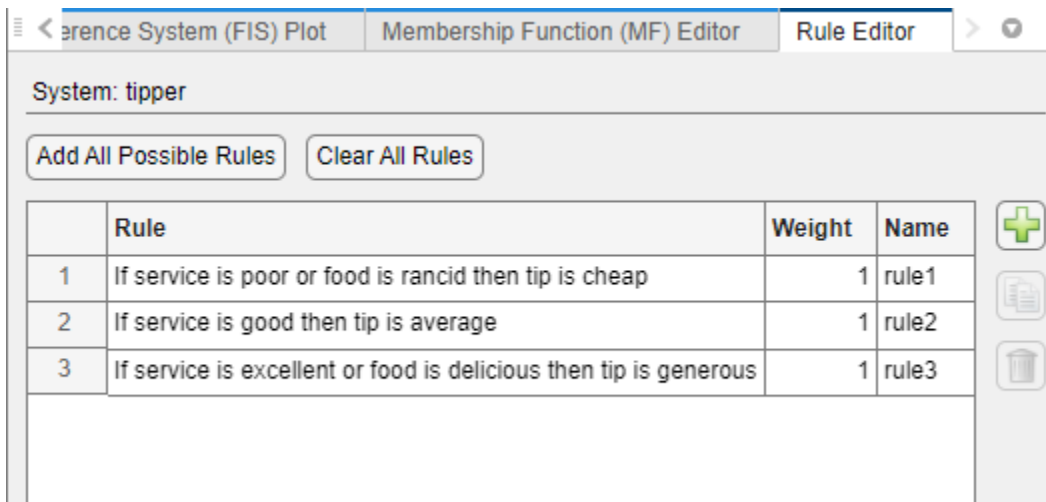 erence System (FIS) Plot Membership Function (MF) Editor Rule Editor
System: tipper
Add All Possible Rules Clear All Rules
Rule Weight Name
1 If service is poor or food is rancid then tip is cheap 1 rule1
2 If service is good then tip is average 1 rule2
3 If service is excellent or food is delicious then tip is generous 1 rule3